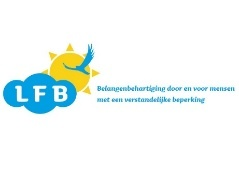 LFB
Belangenbehartiging door en voor mensen
met een verstandelijke beperking